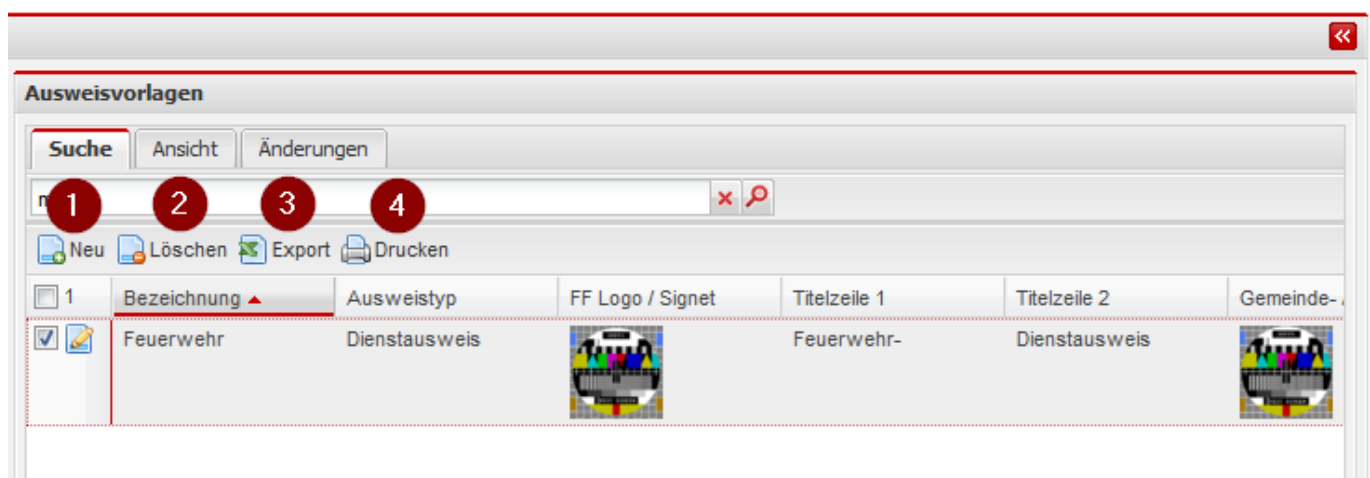 Ausweisvorlagen
Suche Ansicht Änderungen
1 2 3 4
Neu Löschen Export Drucken
1 Bezeichnung Ausweistyp FF Logo / Signet Titelzeile 1 Titelzeile 2 Gemeinde-
Feuerwehr Dienstausweis Feuerwehr- Dienstausweis